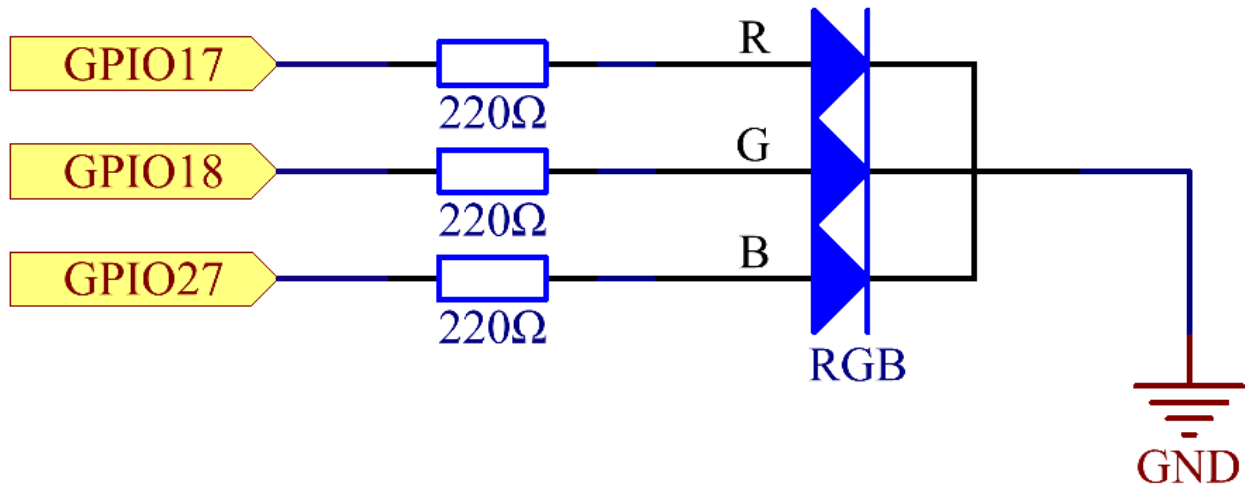 R
GPIO17
220Ω
G
GPIO18
220Ω
B
GPIO27
220Ω
RGB
GND